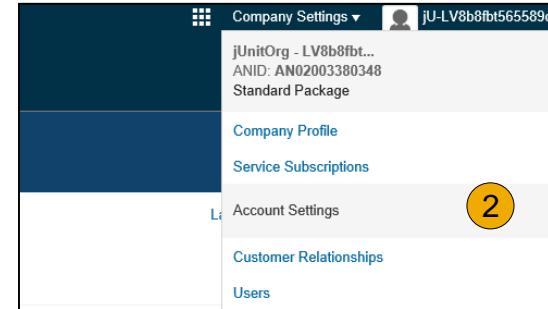 Company Settings ▾ jU-LV8b8fbt565589
jUnitOrg - LV8b8fbt...
ANID: AN02003380348
Standard Package
Company Profile
Service Subscriptions
Account Settings
2
Customer Relationships
Users